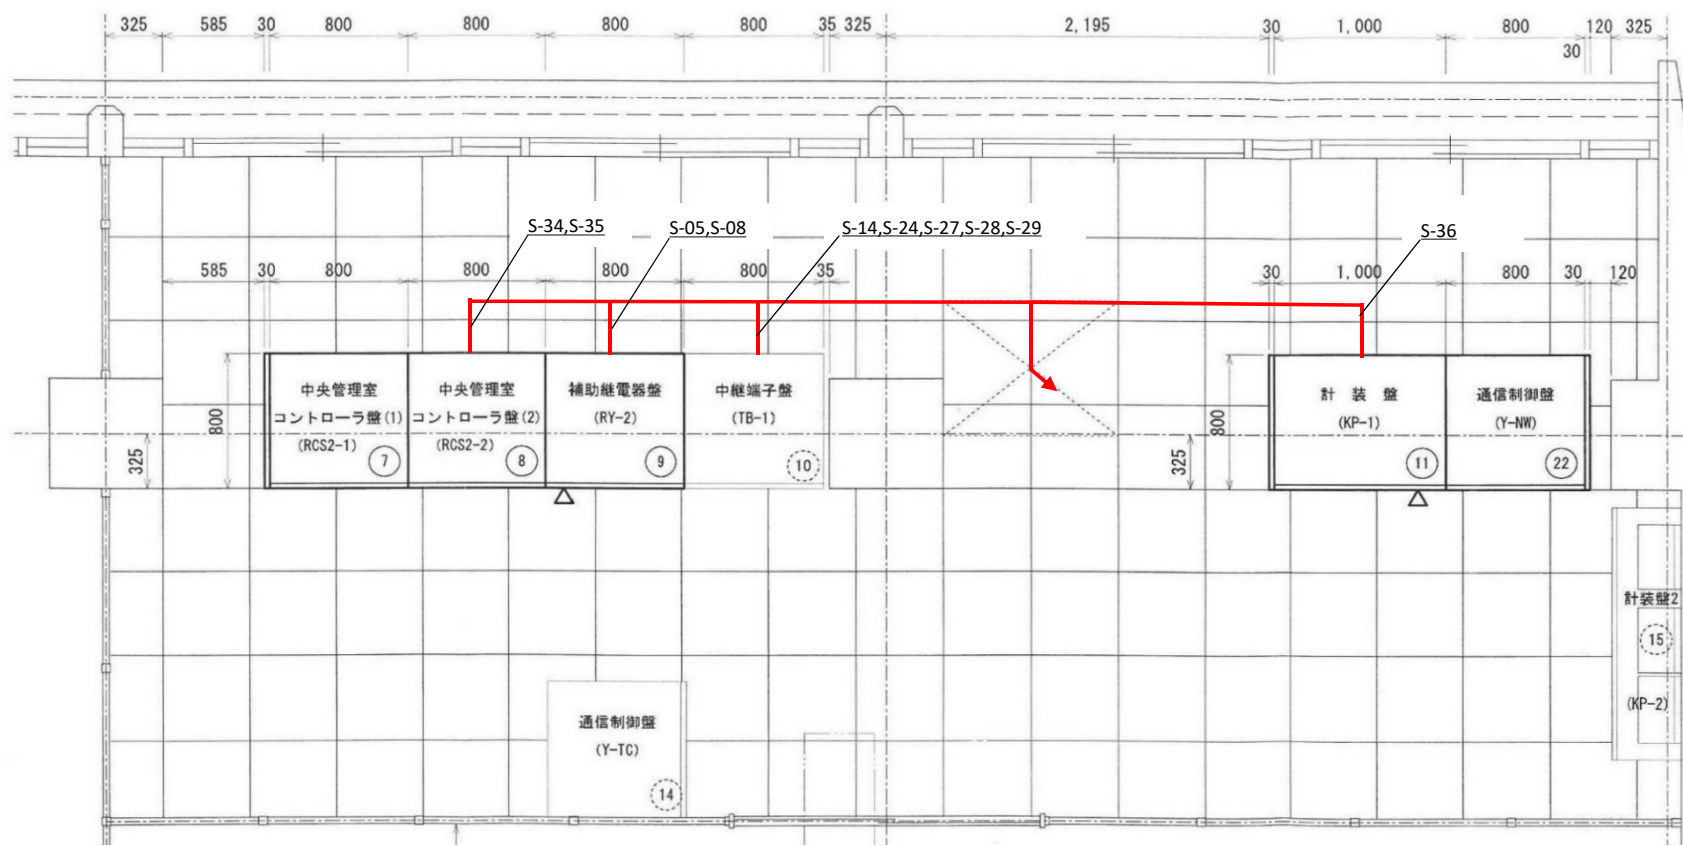 325 585 30 800 800 800 800 35 325 2,195 30 1,000 800 120 325
30
S-34,S-35 S-05,S-08 S-14,S-24,S-27,S-28,S-29 S-36
585 30 800 800 800 800 35 30 1,000 800 30 120
800
中央管理室
コントローラ盤(1)
(RCS2-1)
7
中央管理室
コントローラ盤(2)
(RCS2-2)
8
補助継電器盤
(RY-2)
9
中継端子盤
(TB-1)
10
325
800
計 装 盤
(KP-1)
11
通信制御盤
(Y-NW)
22
325
計装盤2
15
(KP-2)
通信制御盤
(Y-TC)
14